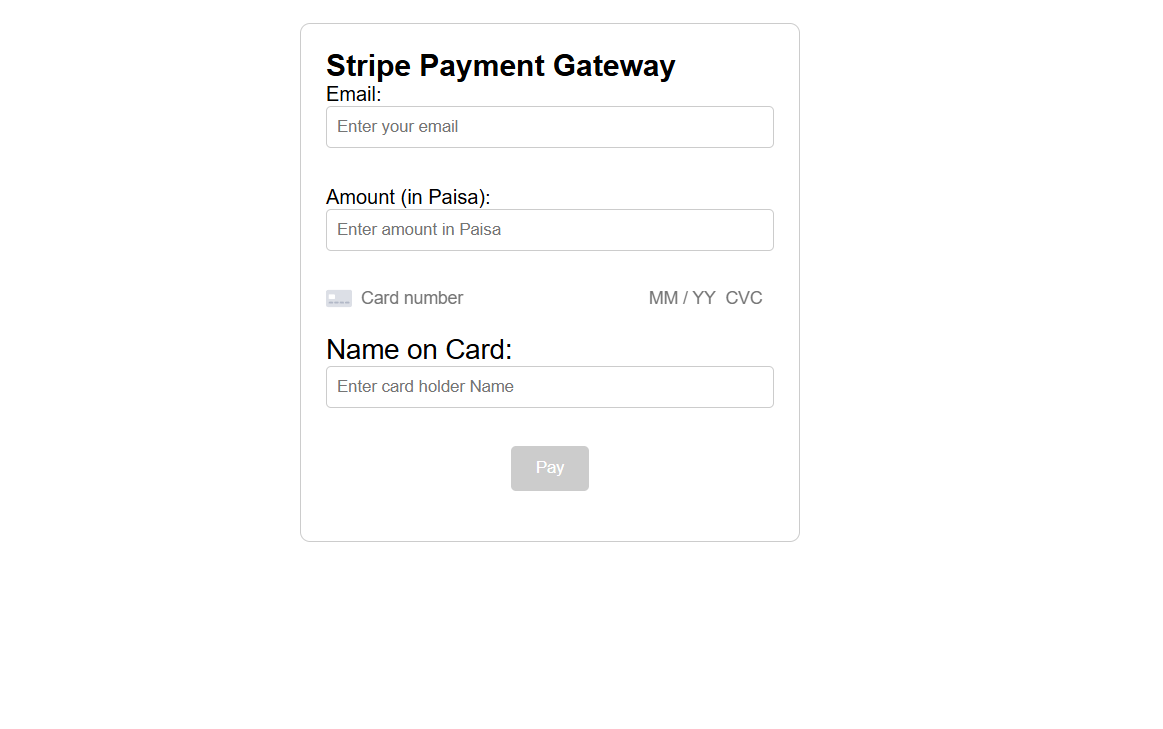 Stripe Payment Gateway
Email:
Enter your email
Amount (in Paisa):
Enter amount in Paisa
Card number MM / YY CVC
Name on Card:
Enter card holder Name
Pay